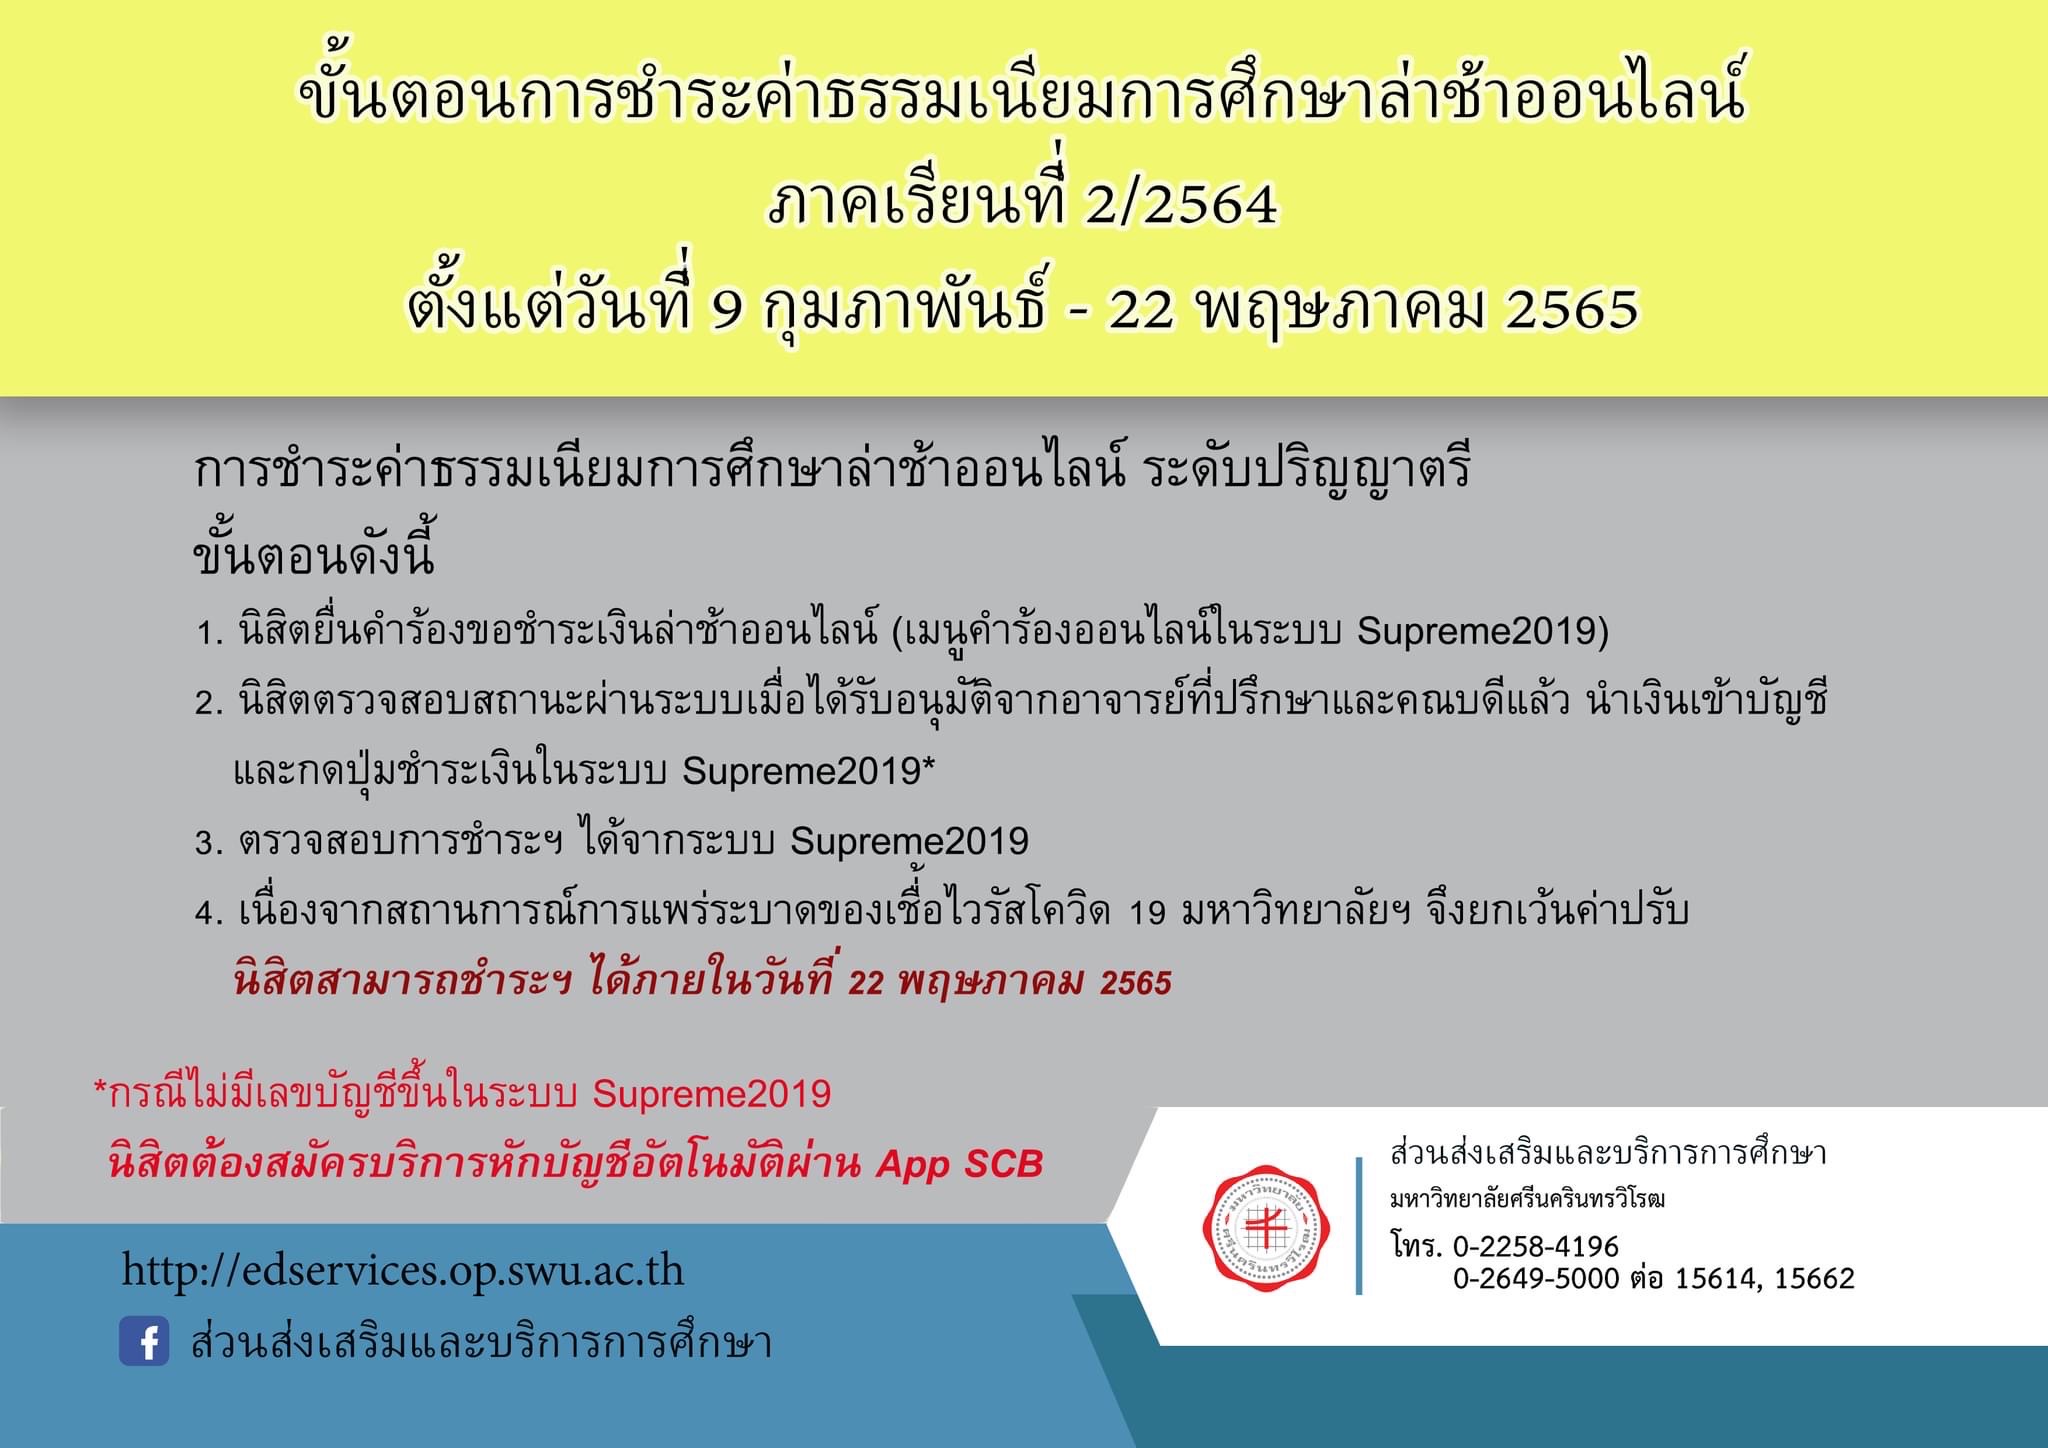 ขั้นตอนการชำระค่าธรรมเนียมการศึกษาล่าช้าออนไลน์
ภาคเรียนที่ 2/2564
ตั้งแต่วันที่ 9 กุมภาพันธ์ - 22 พฤษภาคม 2565
การชำระค่าธรรมเนียมการศึกษาล่าช้าออนไลน์ ระดับปริญญาตรี
ขั้นตอนดังนี้
1. นิสิตยื่นคำร้องขอชำระเงินล่าช้าออนไลน์ (เมนูคำร้องออนไลน์ในระบบ Supreme2019)
2. นิสิตตรวจสอบสถานะผ่านระบบเมื่อได้รับอนุมัติจากอาจารย์ที่ปรึกษาและคณบดีแล้ว นำเงินเข้าบัญชี
และกดปุ่มชำระเงินในระบบ Supreme2019*
3. ตรวจสอบการชำระฯ ได้จากระบบ Supreme2019
4. เนื่องจากสถานการณ์การแพร่ระบาดของเชื้อไวรัสโควิด 19 มหาวิทยาลัยฯ จึงยกเว้นค่าปรับ
นิสิตสามารถชำระฯ ได้ภายในวันที่ 22 พฤษภาคม 2565
*กรณีไม่มีเลขบัญชีขึ้นในระบบ Supreme2019
นิสิตต้องสมัครบริการหักบัญชีอัตโนมัติผ่าน App SCB
http://edservices.op.swu.ac.th
f ส่วนส่งเสริมและบริการการศึกษา
มหาวิทยาลัย
ศรีนครินทรวิโรฒ
ส่วนส่งเสริมและบริการการศึกษา
มหาวิทยาลัยศรีนครินทรวิโรฒ
โทร. 0-2258-4196
0-2649-5000 ต่อ 15614, 15662